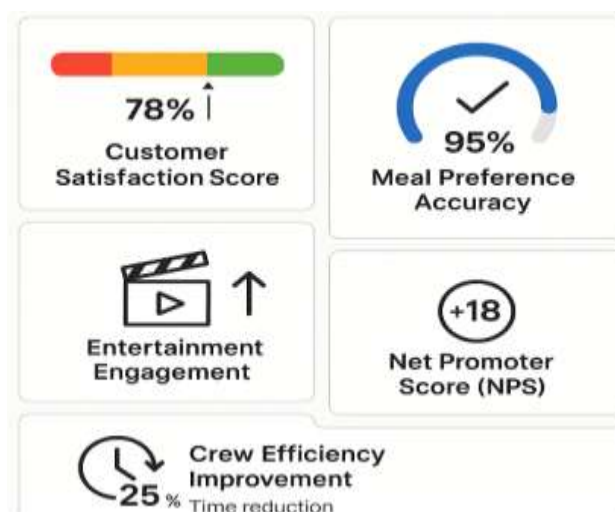 78%
Customer
Satisfaction Score
95%
Meal Preference
Accuracy
Entertainment
Engagement
+18
Net Promoter
Score (NPS)
25 %
Crew Efficiency
Improvement
Time reduction